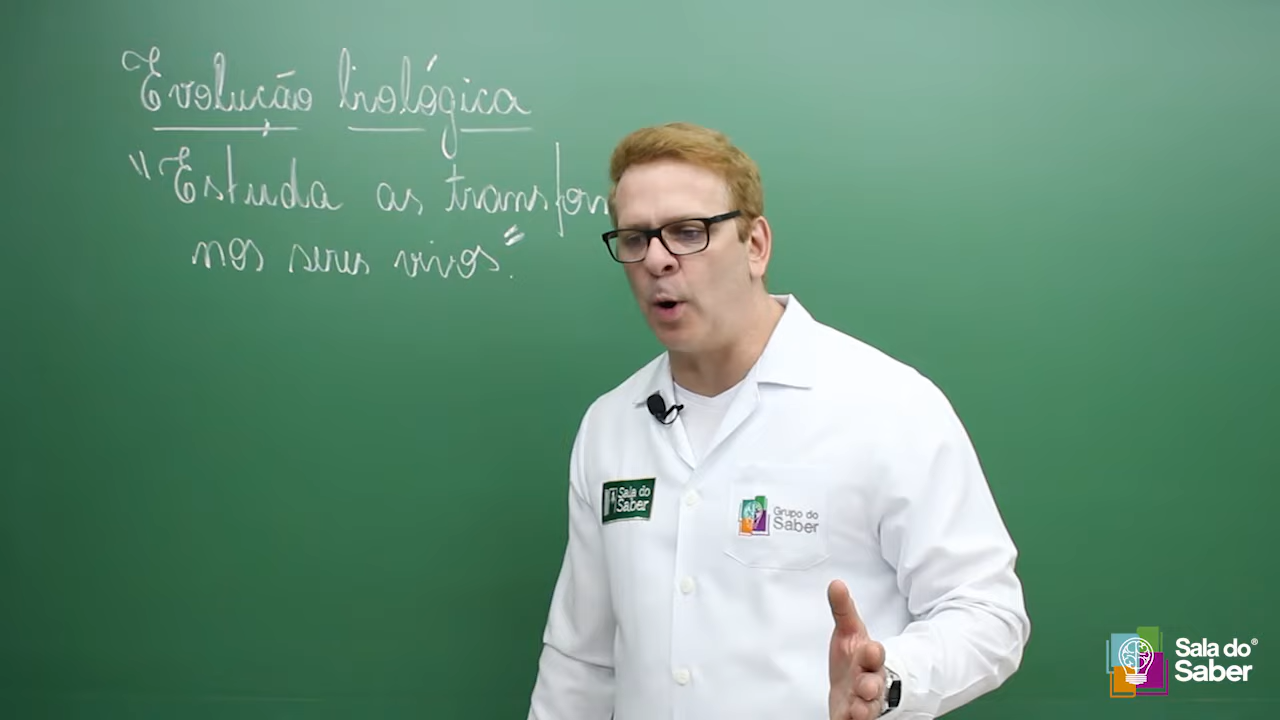 Evolução biológica
"Estuda as transfor
nos seres vivos".
Sala do
Saber
Grupo do
Saber
Sala do®
Saber